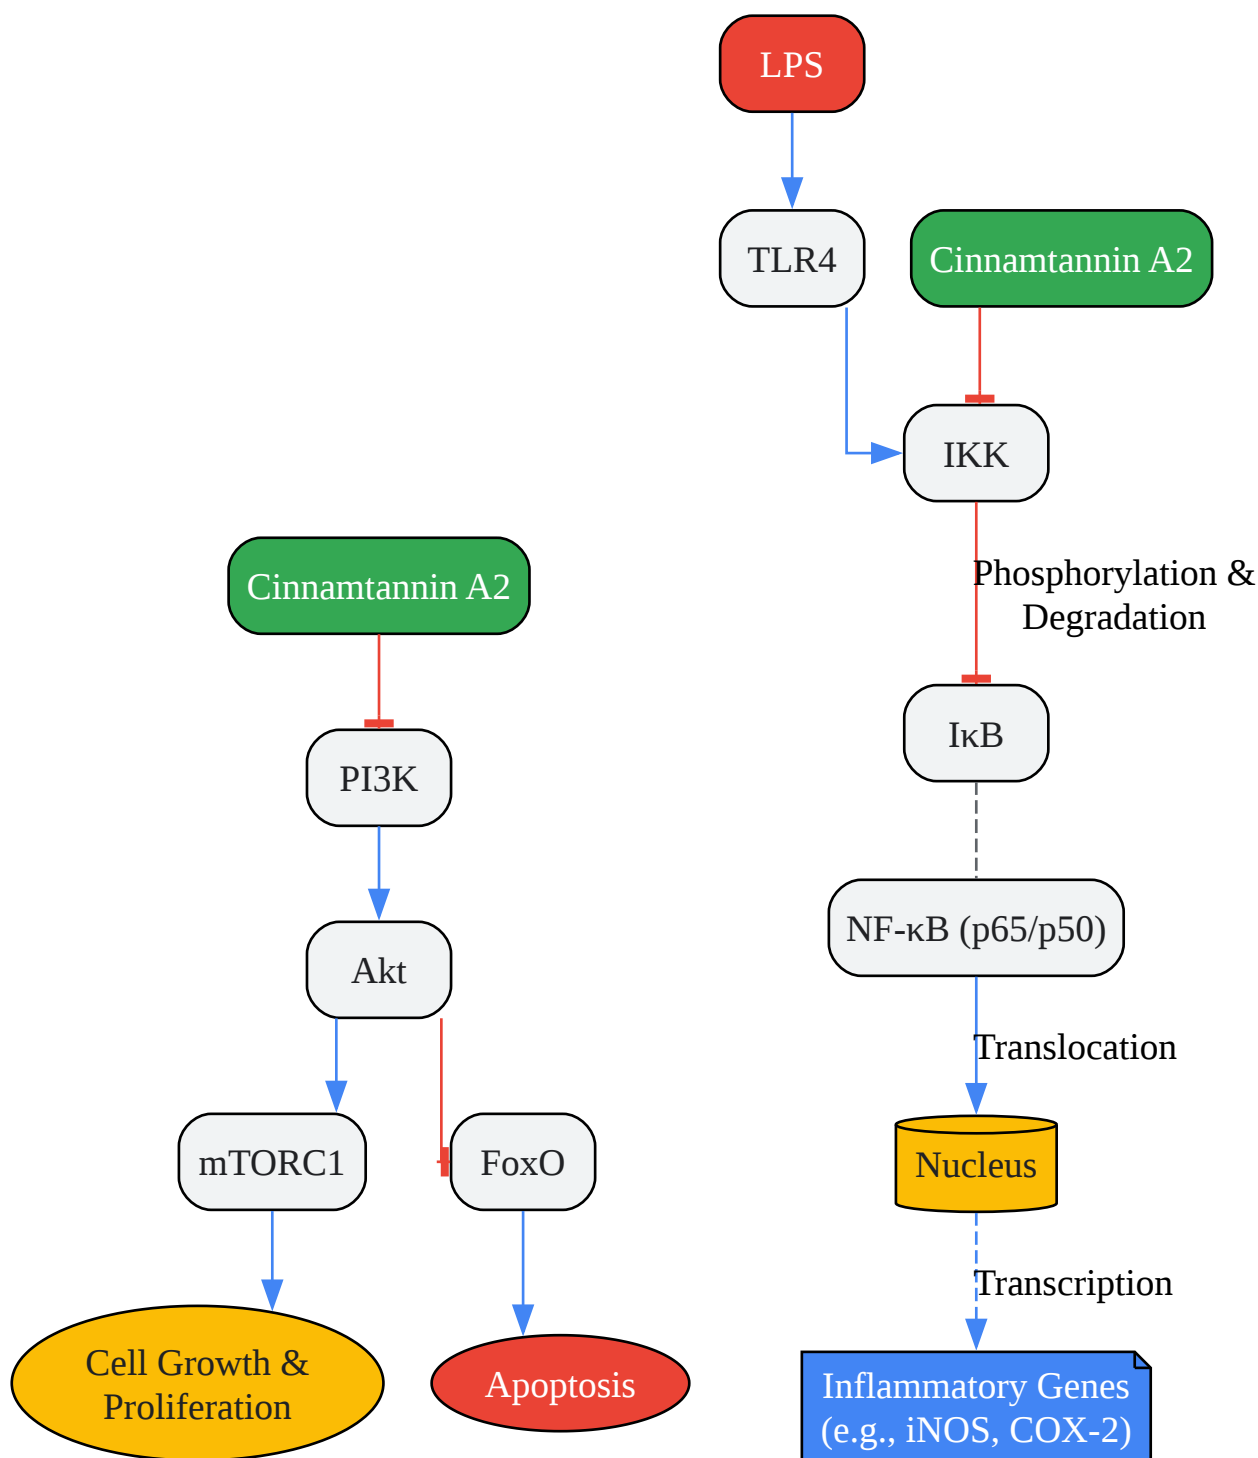 LPS
TLR4
Cinnamtannin A2
IKK
Phosphorylation &
Degradation
Cinnamtannin A2
IκB
PI3K
NF-κB (p65/p50)
Akt
Translocation
mTORC1
FoxO
Nucleus
Transcription
Cell Growth &
Proliferation
Apoptosis
Inflammatory Genes
(e.g., iNOS, COX-2)